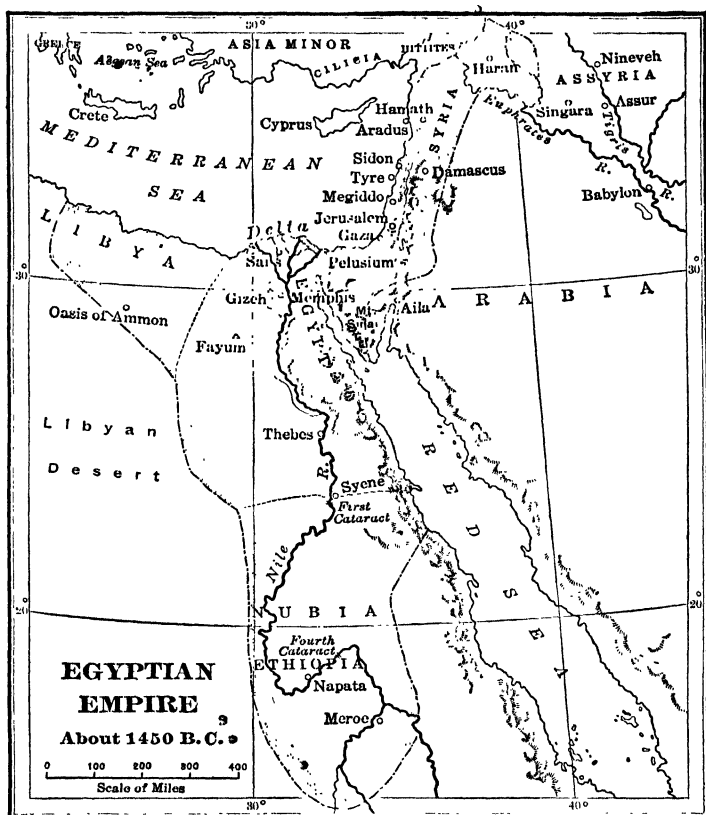 30°
40°
GREECE
ASIA MINOR
HITTITES
Aegean Sea
CILICIA
Haran
Nineveh
ASSYRIA
Crete
Cyprus
Hamath
Aradus
SYRIA
Euphrates
R.
Singara
Assur
Tigris
R.
MEDITERRANEAN
SEA
Sidon
Tyre
Damascus
Megiddo
Babylon
Jerusalem
Gaza
LIBYA
Delta
Sais
Pelusium
30°
30°
Gizeh
Memphis
Mt.
Sinai
Aila
ARABIA
Oasis of Ammon
Fayum
EGYPT
Libyan
Desert
Thebes
R.
Nile
Syene
First
Cataract
RED SEA
20°
20°
NUBIA
Fourth
Cataract
ETHIOPIA
Napata
Meroe
EGYPTIAN
EMPIRE
About 1450 B.C.
0 100 200 300 400
Scale of Miles
30°
40°